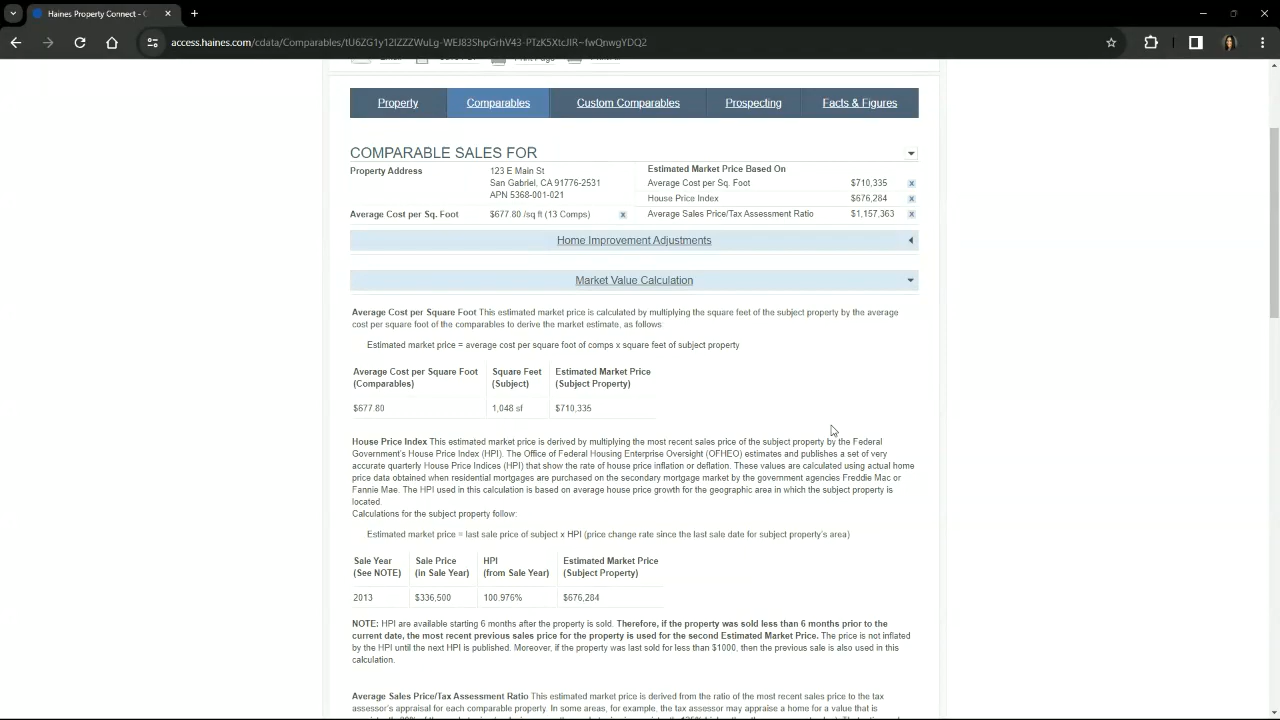 Haines Property Connect - C
access.haines.com/cdata/Comparables/tU6ZG1y12IZZZWuLg-WEJ83ShpGrhV43-PTzK5XtcJIR~fwQnwgYDQ2
Property Comparables Custom Comparables Prospecting Facts & Figures
COMPARABLE SALES FOR
Property Address
123 E Main St
San Gabriel, CA 91776-2531
APN 5368-001-021
Average Cost per Sq. Foot $677.80 /sq ft (13 Comps) x
Estimated Market Price Based On
Average Cost per Sq. Foot $710,335 x
House Price Index $676,284 x
Average Sales Price/Tax Assessment Ratio $1,157,363 x
Home Improvement Adjustments
Market Value Calculation
Average Cost per Square Foot This estimated market price is calculated by multiplying the square feet of the subject property by the average
cost per square foot of the comparables to derive the market estimate, as follows
Estimated market price = average cost per square foot of comps x square feet of subject property
Average Cost per Square Foot Square Feet Estimated Market Price
(Comparables) (Subject) (Subject Property)
$677.80 1,048 sf $710,335
House Price Index This estimated market price is derived by multiplying the most recent sales price of the subject property by the Federal
Government's House Price Index (HPI). The Office of Federal Housing Enterprise Oversight (OFHEO) estimates and publishes a set of very
accurate quarterly House Price Indices (HPI) that show the rate of house price inflation or deflation. These values are calculated using actual home
price data obtained when residential mortgages are purchased on the secondary mortgage market by the government agencies Freddie Mac or
Fannie Mae. The HPI used in this calculation is based on average house price growth for the geographic area in which the subject property is
located.
Calculations for the subject property follow:
Estimated market price = last sale price of subject x HPI (price change rate since the last sale date for subject property's area)
Sale Year Sale Price HPI Estimated Market Price
(See NOTE) (in Sale Year) (from Sale Year) (Subject Property)
2013 $336,500 100.976% $676,284
NOTE: HPI are available starting 6 months after the property is sold. Therefore, if the property was sold less than 6 months prior to the
current date, the most recent previous sales price for the property is used for the second Estimated Market Price. The price is not inflated
by the HPI until the next HPI is published. Moreover, if the property was last sold for less than $1000, then the previous sale is also used in this
calculation.
Average Sales Price/Tax Assessment Ratio This estimated market price is derived from the ratio of the most recent sales price to the tax
assessor's appraisal for each comparable property. In some areas, for example, the tax assessor may appraise a home for a value that is